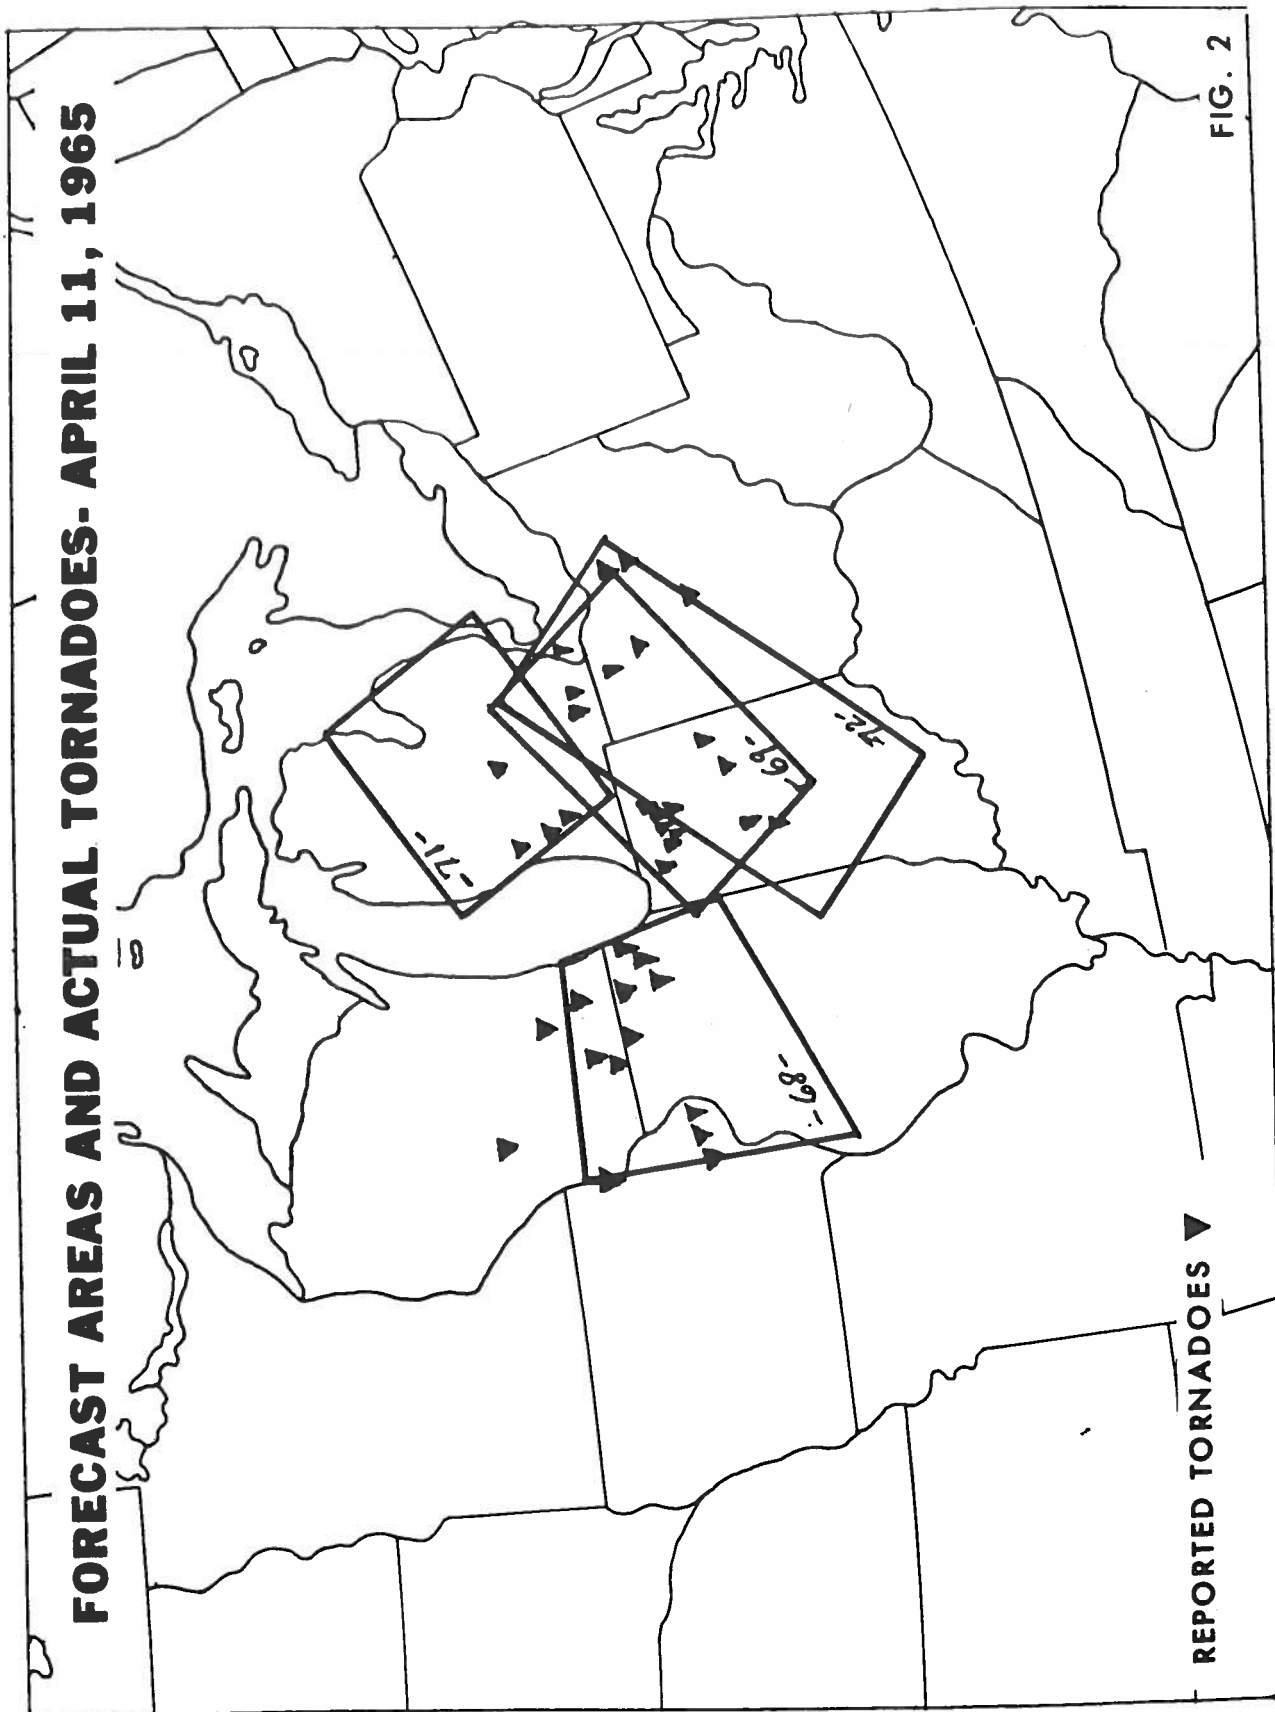 FORECAST AREAS AND ACTUAL TORNADOES- APRIL 11, 1965
-71-
-69-
-72-
-68-
REPORTED TORNADOES
FIG. 2